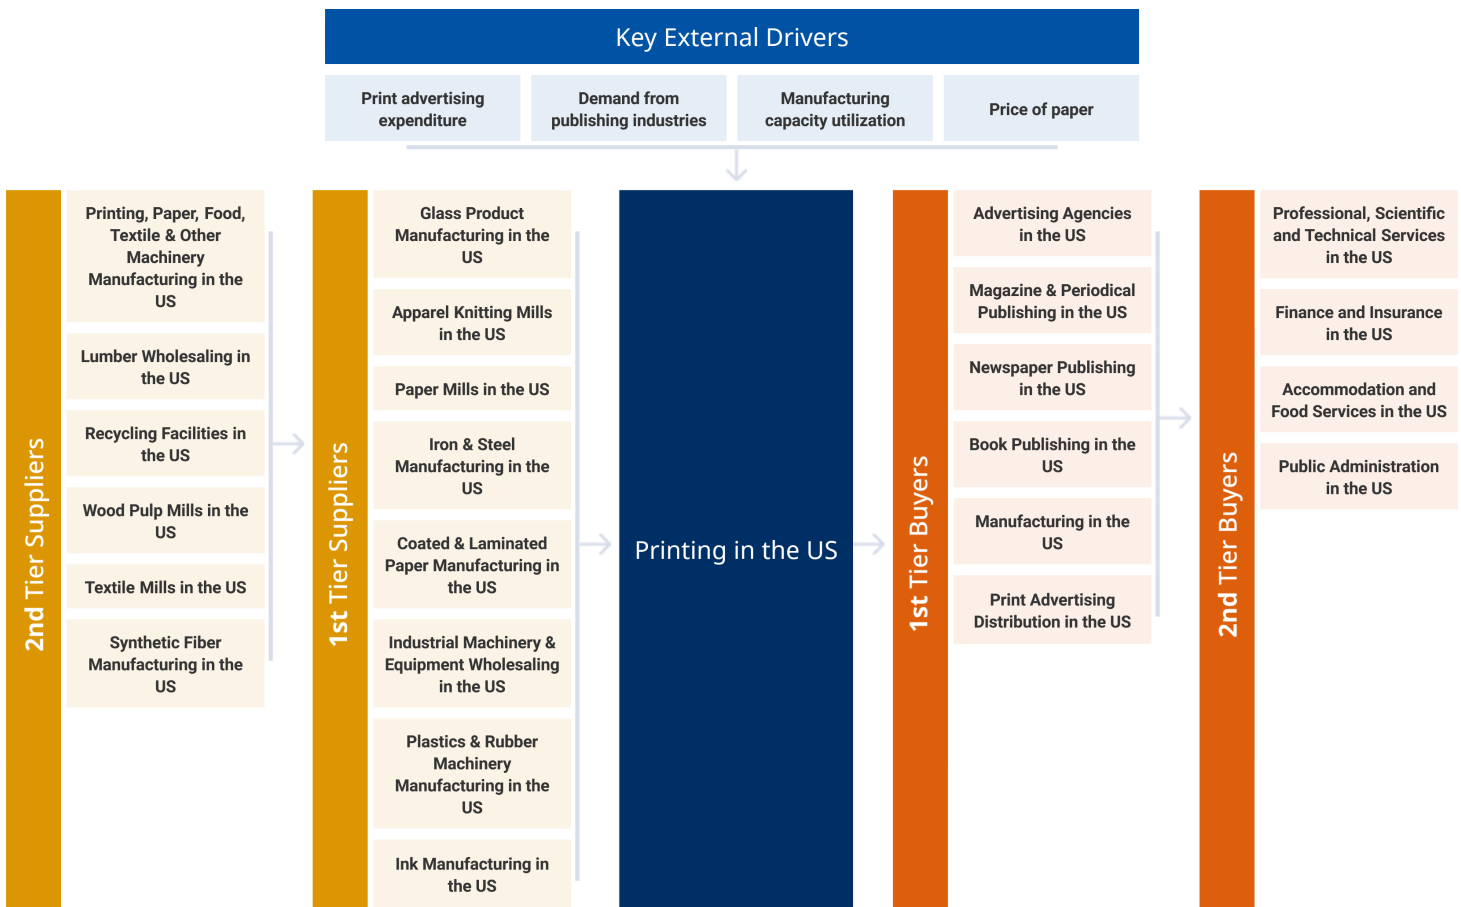 Key External Drivers
Print advertising
expenditure
Demand from
publishing industries
Manufacturing
capacity utilization
Price of paper
2nd Tier Suppliers
Printing, Paper, Food,
Textile & Other
Machinery
Manufacturing in the
US
Lumber Wholesaling in
the US
Recycling Facilities in
the US
Wood Pulp Mills in the
US
Textile Mills in the US
Synthetic Fiber
Manufacturing in the
US
1st Tier Suppliers
Glass Product
Manufacturing in the
US
Apparel Knitting Mills
in the US
Paper Mills in the US
Iron & Steel
Manufacturing in the
US
Coated & Laminated
Paper Manufacturing in
the US
Industrial Machinery &
Equipment Wholesaling
in the US
Plastics & Rubber
Machinery
Manufacturing in the
US
Ink Manufacturing in
the US
Printing in the US
1st Tier Buyers
Advertising Agencies
in the US
Magazine & Periodical
Publishing in the US
Newspaper Publishing
in the US
Book Publishing in the
US
Manufacturing in the
US
Print Advertising
Distribution in the US
2nd Tier Buyers
Professional, Scientific
and Technical Services
in the US
Finance and Insurance
in the US
Accommodation and
Food Services in the US
Public Administration
in the US